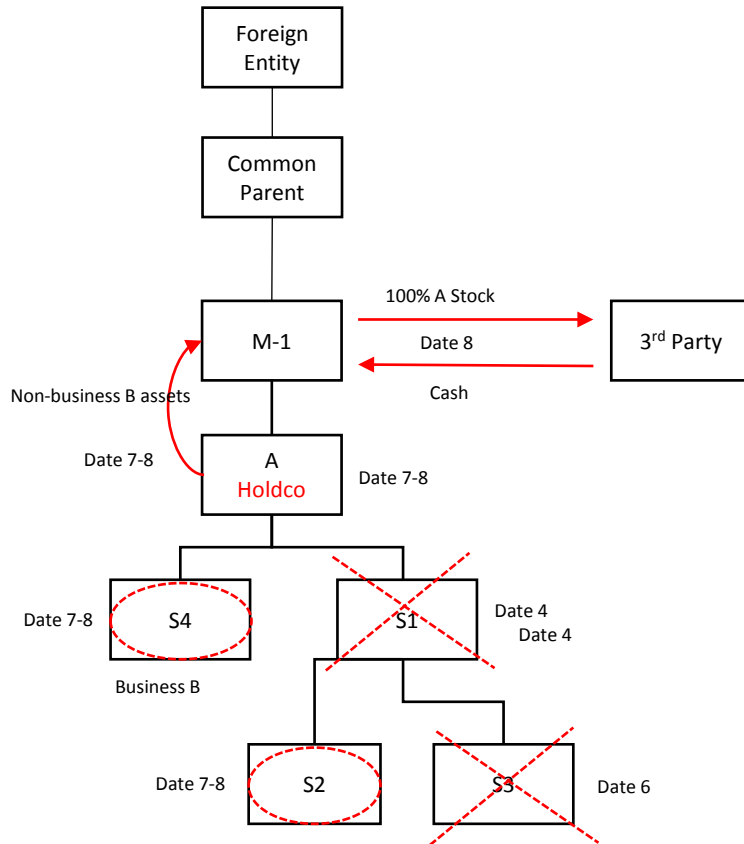 Foreign
Entity
Common
Parent
100% A Stock
M-1
Date 8
3rd Party
Cash
Non-business B assets
Date 7-8
A
Holdco
Date 7-8
Date 7-8
S4
S1
Date 4
Date 4
Business B
Date 7-8
S2
S3
Date 6